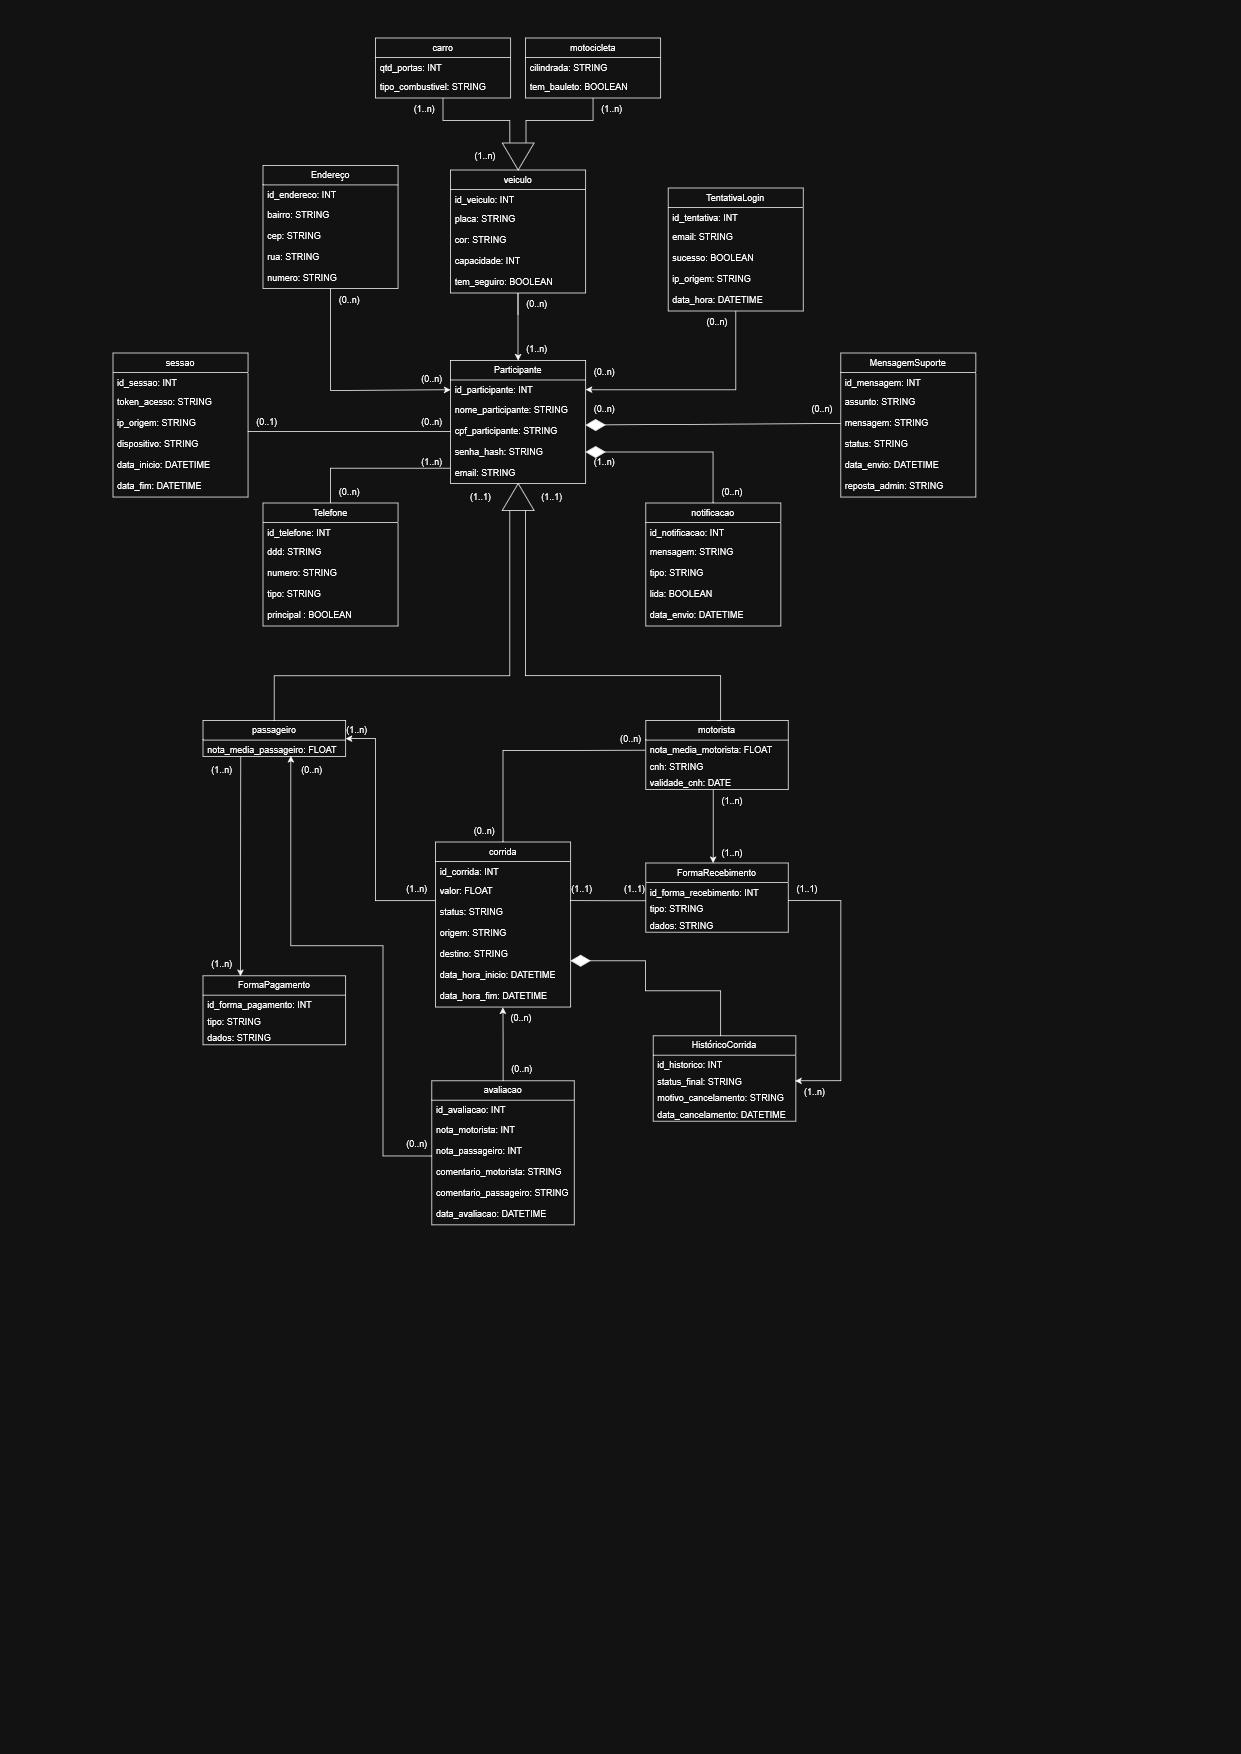 carro
qtd_portas: INT
tipo_combustivel: STRING
(1..n)
motocicleta
cilindrada: STRING
tem_bauleto: BOOLEAN
(1..n)
(1..n)
veiculo
id_veiculo: INT
placa: STRING
cor: STRING
capacidade: INT
tem_seguiro: BOOLEAN
(0..n)
(1..n)
Endereço
id_endereco: INT
bairro: STRING
cep: STRING
rua: STRING
numero: STRING
(0..n)
(0..n)
TentativaLogin
id_tentativa: INT
email: STRING
sucesso: BOOLEAN
ip_origem: STRING
data_hora: DATETIME
(0..n)
(0..n)
sessao
id_sessao: INT
token_acesso: STRING
ip_origem: STRING
dispositivo: STRING
data_inicio: DATETIME
data_fim: DATETIME
(0..1)
(0..n)
Participante
id_participante: INT
nome_participante: STRING
cpf_participante: STRING
senha_hash: STRING
email: STRING
(0..n)
(0..n)
MensagemSuporte
id_mensagem: INT
assunto: STRING
mensagem: STRING
status: STRING
data_envio: DATETIME
reposta_admin: STRING
(1..n)
(0..n)
Telefone
id_telefone: INT
ddd: STRING
numero: STRING
tipo: STRING
principal : BOOLEAN
(1..1)
(1..1)
(1..n)
(0..n)
notificacao
id_notificacao: INT
mensagem: STRING
tipo: STRING
lida: BOOLEAN
data_envio: DATETIME
passageiro
nota_media_passageiro: FLOAT
(1..n)
(1..n)
(0..n)
motorista
nota_media_motorista: FLOAT
cnh: STRING
validade_cnh: DATE
(0..n)
(1..n)
(0..n)
corrida
id_corrida: INT
valor: FLOAT
status: STRING
origem: STRING
destino: STRING
data_hora_inicio: DATETIME
data_hora_fim: DATETIME
(1..n)
(1..1)
(1..1)
(1..n)
FormaRecebimento
id_forma_recebimento: INT
tipo: STRING
dados: STRING
(1..1)
(1..n)
FormaPagamento
id_forma_pagamento: INT
tipo: STRING
dados: STRING
(0..n)
(0..n)
HistóricoCorrida
id_historico: INT
status_final: STRING
motivo_cancelamento: STRING
data_cancelamento: DATETIME
(1..n)
(0..n)
avaliacao
id_avaliacao: INT
nota_motorista: INT
nota_passageiro: INT
comentario_motorista: STRING
comentario_passageiro: STRING
data_avaliacao: DATETIME